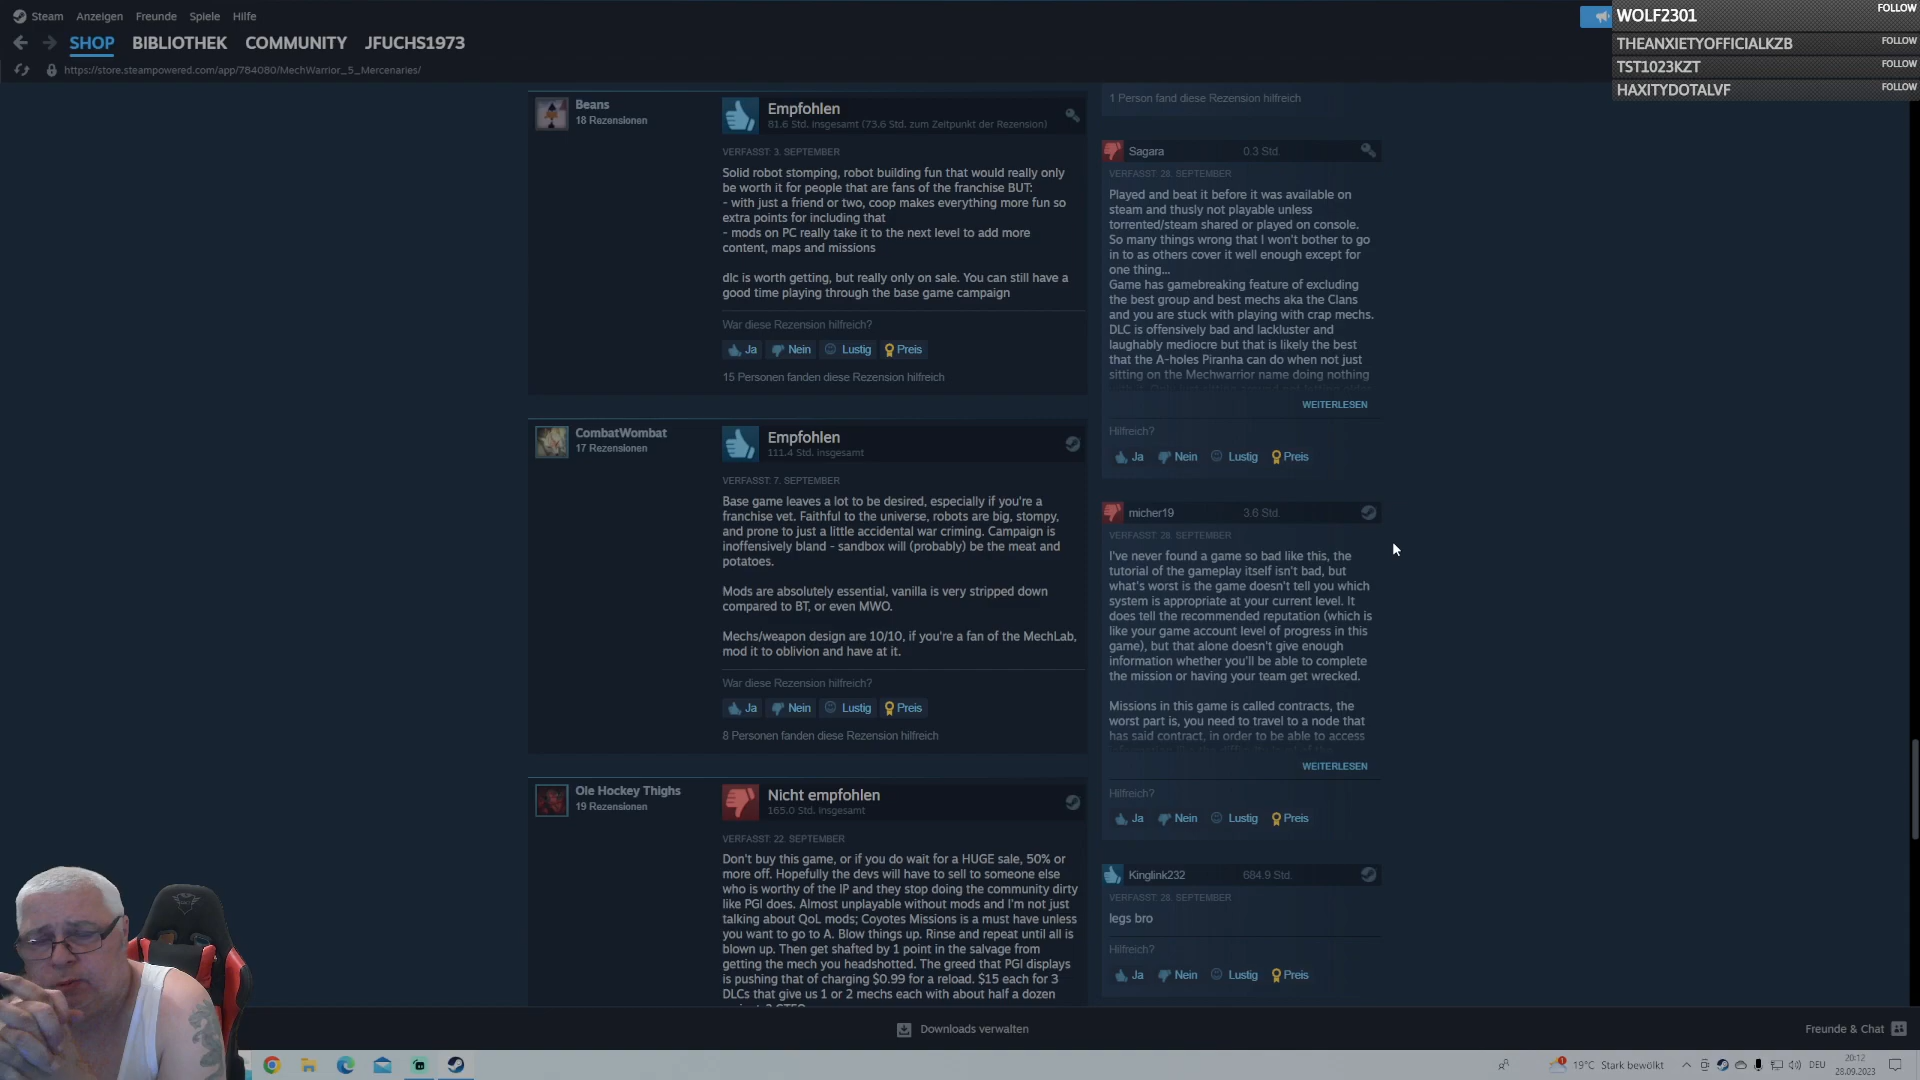 Steam Anzeigen Freunde Spiele Hilfe
SHOP BIBLIOTHEK COMMUNITY JFUCHS1973
https://store.steampowered.com/app/784080/MechWarrior_5_Mercenaries/
WOLF2301 FOLLOW
THEANXIETYOFFICIALKZB FOLLOW
TST1023KZT FOLLOW
HAXITYDOTALVF FOLLOW
Beans
18 Rezensionen
Empfohlen
81.6 Std. insgesamt (73.6 Std. zum Zeitpunkt der Rezension)
VERFASST: 3. SEPTEMBER
Solid robot stomping, robot building fun that would really only
be worth it for people that are fans of the franchise BUT:
- with just a friend or two, coop makes everything more fun so
extra points for including that
- mods on PC really take it to the next level to add more
content, maps and missions
dlc is worth getting, but really only on sale. You can still have a
good time playing through the base game campaign
War diese Rezension hilfreich?
Ja Nein Lustig Preis
15 Personen fanden diese Rezension hilfreich
CombatWombat
17 Rezensionen
Empfohlen
111.4 Std. insgesamt
VERFASST: 7. SEPTEMBER
Base game leaves a lot to be desired, especially if you're a
franchise vet. Faithful to the universe, robots are big, stompy,
and prone to just a little accidental war criming. Campaign is
inoffensively bland - sandbox will (probably) be the meat and
potatoes.
Mods are absolutely essential, vanilla is very stripped down
compared to BT, or even MWO.
Mechs/weapon design are 10/10, if you're a fan of the MechLab,
mod it to oblivion and have at it.
War diese Rezension hilfreich?
Ja Nein Lustig Preis
8 Personen fanden diese Rezension hilfreich
Ole Hockey Thighs
19 Rezensionen
Nicht empfohlen
165.0 Std. insgesamt
VERFASST: 22. SEPTEMBER
Don't buy this game, or if you do wait for a HUGE sale, 50% or
more off. Hopefully the devs will have to sell to someone else
who is worthy of the IP and they stop doing the community dirty
like PGI does. Almost unplayable without mods and I'm not just
talking about QoL mods; Coyotes Missions is a must have unless
you want to go to A. Blow things up. Rinse and repeat until all is
blown up. Then get shafted by 1 point in the salvage from
getting the mech you headshotted. The greed that PGI displays
is pushing that of charging $0.99 for a reload. $15 each for 3
DLCs that give us 1 or 2 mechs each with about half a dozen
1 Person fand diese Rezension hilfreich
Sagara 0.3 Std.
VERFASST: 28. SEPTEMBER
Played and beat it before it was available on
steam and thusly not playable unless
torrented/steam shared or played on console.
So many things wrong that I won't bother to go
in to as others cover it well enough except for
one thing...
Game has gamebreaking feature of excluding
the best group and best mechs aka the Clans
and you are stuck with playing with crap mechs.
DLC is offensively bad and lackluster and
laughably mediocre but that is likely the best
that the A-holes Piranha can do when not just
sitting on the Mechwarrior name doing nothing
WEITERLESEN
Hilfreich?
Ja Nein Lustig Preis
micher19 3.6 Std.
VERFASST: 28. SEPTEMBER
I've never found a game so bad like this, the
tutorial of the gameplay itself isn't bad, but
what's worst is the game doesn't tell you which
system is appropriate at your current level. It
does tell the recommended reputation (which is
like your game account level of progress in this
game), but that alone doesn't give enough
information whether you'll be able to complete
the mission or having your team get wrecked.
Missions in this game is called contracts, the
worst part is, you need to travel to a node that
has said contract, in order to be able to access
WEITERLESEN
Hilfreich?
Ja Nein Lustig Preis
Kinglink232 684.9 Std.
VERFASST: 28. SEPTEMBER
legs bro
Hilfreich?
Ja Nein Lustig Preis
Downloads verwalten
Freunde & Chat
19°C Stark bewölkt
DEU
20:12
28.09.2023